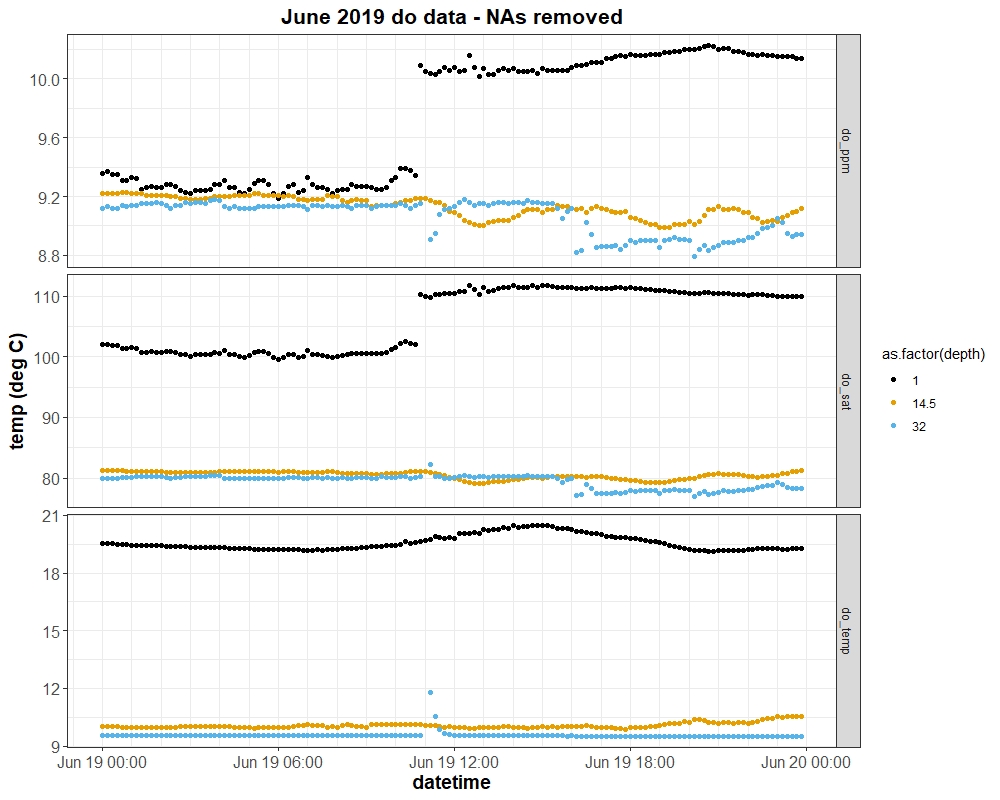 June 2019 do data - NAs removed
10.0
9.6
9.2
8.8
do_ppm
110
100
90
80
do_sat
21
18
15
12
9
do_temp
temp (deg C)
Jun 19 00:00
Jun 19 06:00
Jun 19 12:00
Jun 19 18:00
Jun 20 00:00
datetime
as.factor(depth)
1
14.5
32